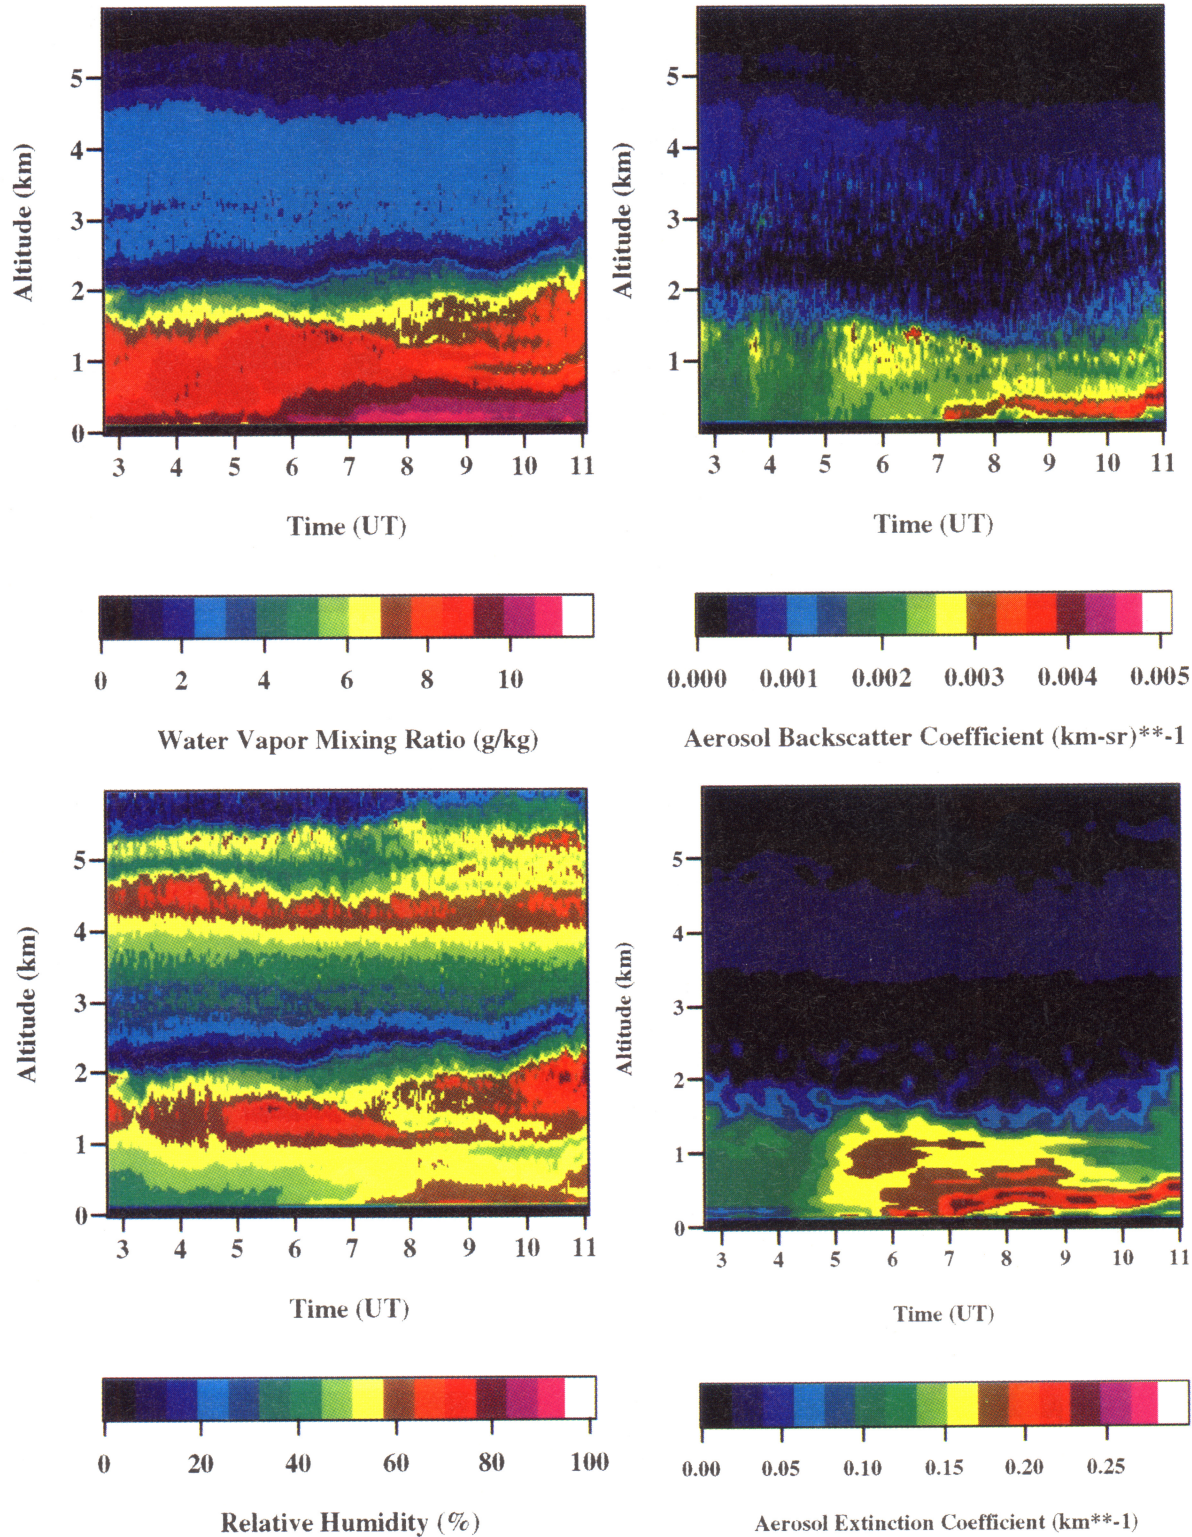 5
4
3
2
1
0
Altitude (km)
3 4 5 6 7 8 9 10 11
Time (UT)
0 2 4 6 8 10
Water Vapor Mixing Ratio (g/kg)
5
4
3
2
1
Altitude (km)
3 4 5 6 7 8 9 10 11
Time (UT)
0.000 0.001 0.002 0.003 0.004 0.005
Aerosol Backscatter Coefficient (km-sr)**-1
5
4
3
2
1
0
Altitude (km)
3 4 5 6 7 8 9 10 11
Time (UT)
0 20 40 60 80 100
Relative Humidity (%)
5
4
3
2
1
0
Altitude (km)
3 4 5 6 7 8 9 10 11
Time (UT)
0.00 0.05 0.10 0.15 0.20 0.25
Aerosol Extinction Coefficient (km**-1)